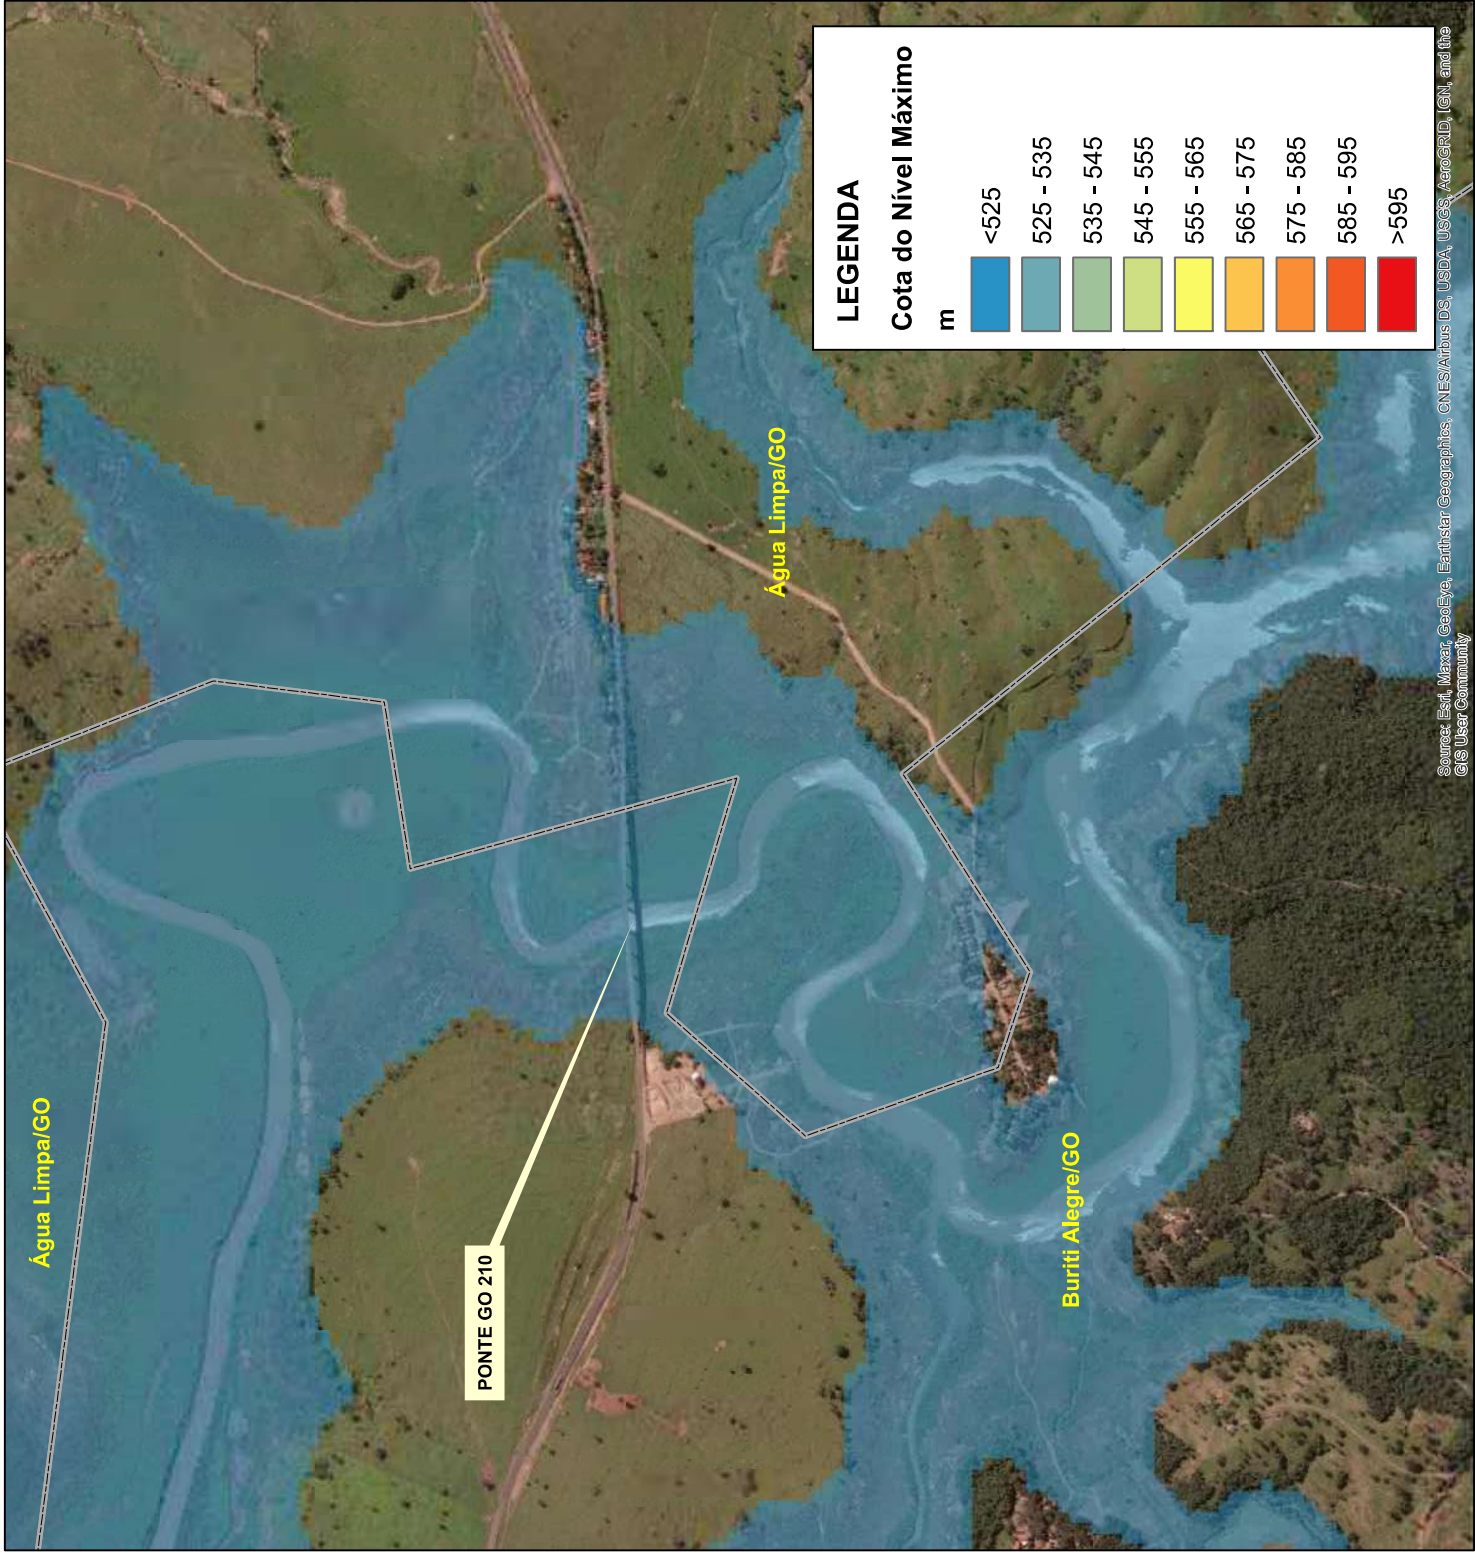 Água Limpa/GO
PONTE GO 210
Água Limpa/GO
Buriti Alegre/GO
LEGENDA
Cota do Nível Máximo
m
<525
525 - 535
535 - 545
545 - 555
555 - 565
565 - 575
575 - 585
585 - 595
>595
Source: Esri, Maxar, GeoEye, Earthstar Geographics, CNES/Airbus DS, USDA, USGS, AeroGRID, IGN, and the
GIS User Community